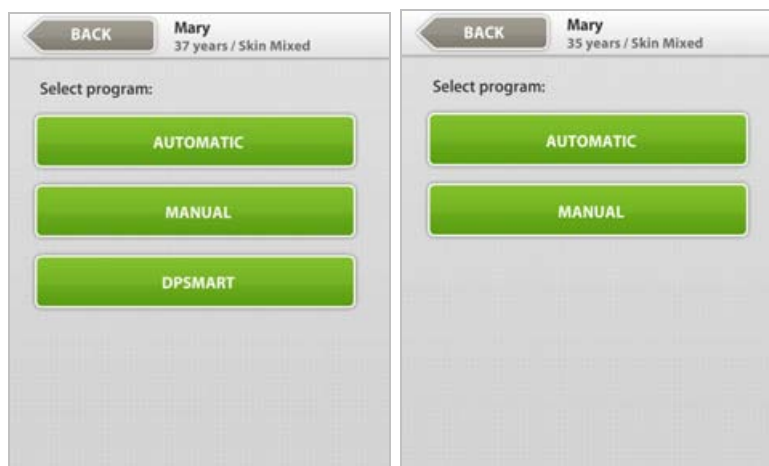 BACK
Mary
37 years / Skin Mixed
Select program:
AUTOMATIC
MANUAL
DPSMART
BACK
Mary
35 years / Skin Mixed
Select program:
AUTOMATIC
MANUAL